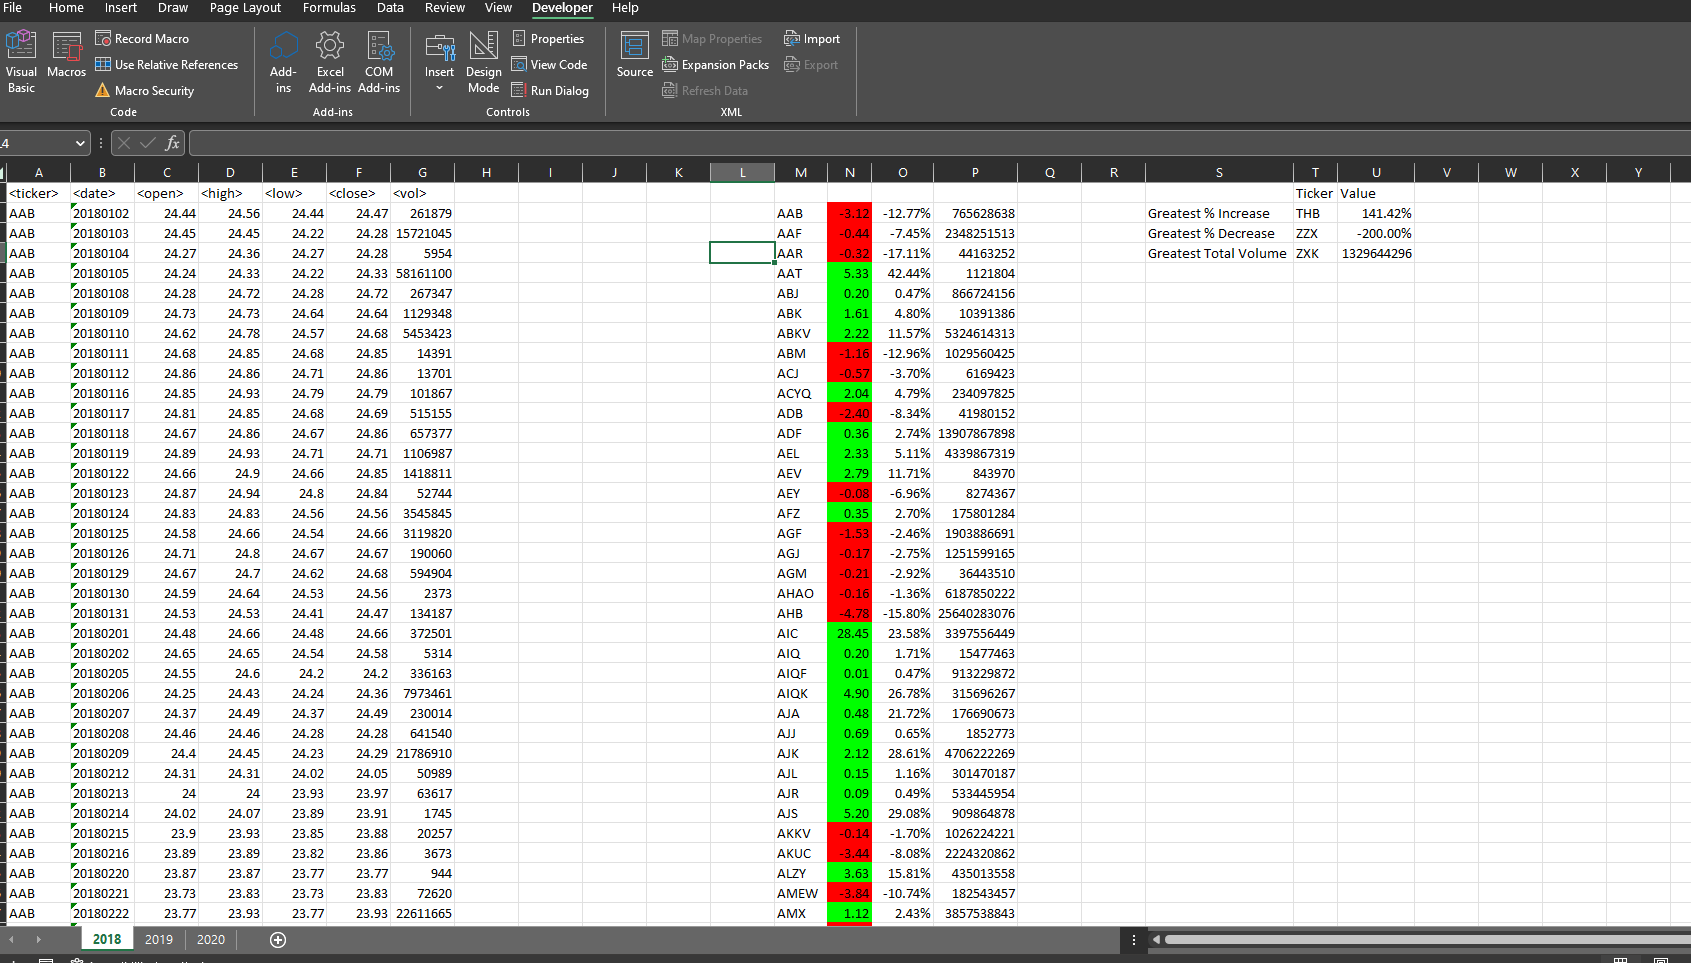 File Home Insert Draw Page Layout Formulas Data Review View Developer Help
Visual Basic Macros Record Macro Use Relative References Macro Security Code
Add-ins Excel Add-ins COM Add-ins Add-ins
Insert Design Mode Properties View Code Run Dialog Controls
Source Map Properties Expansion Packs Refresh Data Import Export XML
fx
A B C D E F G H I J K L M N O P Q R S T U V W X Y
<ticker> <date> <open> <high> <low> <close> <vol> Ticker Value
AAB 20180102 24.44 24.56 24.44 24.47 261879 AAB -3.12 -12.77% 765628638 Greatest % Increase THB 141.42%
AAB 20180103 24.45 24.45 24.22 24.28 15721045 AAF -0.44 -7.45% 2348251513 Greatest % Decrease ZZX -200.00%
AAB 20180104 24.27 24.36 24.27 24.28 5954 AAR -0.32 -17.11% 44163252 Greatest Total Volume ZXK 1329644296
AAB 20180105 24.24 24.33 24.22 24.33 58161100 AAT 5.33 42.44% 1121804
AAB 20180108 24.28 24.72 24.28 24.72 267347 ABJ 0.20 0.47% 866724156
AAB 20180109 24.73 24.73 24.64 24.64 1129348 ABK 1.61 4.80% 10391386
AAB 20180110 24.62 24.78 24.57 24.68 5453423 ABKV 2.22 11.57% 5324614313
AAB 20180111 24.68 24.85 24.68 24.85 14391 ABM -1.16 -12.96% 1029560425
AAB 20180112 24.86 24.86 24.71 24.86 13701 ACJ -0.57 -3.70% 6169423
AAB 20180116 24.85 24.93 24.79 24.79 101867 ACYQ 2.04 4.79% 234097825
AAB 20180117 24.81 24.85 24.68 24.69 515155 ADB -2.40 -8.34% 41980152
AAB 20180118 24.67 24.86 24.67 24.86 657377 ADF 0.36 2.74% 13907867898
AAB 20180119 24.89 24.93 24.71 24.71 1106987 AEL 2.33 5.11% 4339867319
AAB 20180122 24.66 24.9 24.66 24.85 1418811 AEV 2.79 11.71% 843970
AAB 20180123 24.87 24.94 24.8 24.84 52744 AEY -0.08 -6.96% 8274367
AAB 20180124 24.83 24.83 24.56 24.56 3545845 AFZ 0.35 2.70% 175801284
AAB 20180125 24.58 24.66 24.54 24.66 3119820 AGF -1.53 -2.46% 1903886691
AAB 20180126 24.71 24.8 24.67 24.67 190060 AGJ -0.17 -2.75% 1251599165
AAB 20180129 24.67 24.7 24.62 24.68 594904 AGM -0.21 -2.92% 36443510
AAB 20180130 24.59 24.64 24.53 24.56 2373 AHAO -0.16 -1.36% 6187850222
AAB 20180131 24.53 24.53 24.41 24.47 134187 AHB -4.78 -15.80% 25640283076
AAB 20180201 24.48 24.66 24.48 24.66 372501 AIC 28.45 23.58% 3397556449
AAB 20180202 24.65 24.65 24.54 24.58 5314 AIQ 0.20 1.71% 15477463
AAB 20180205 24.55 24.6 24.2 24.2 336163 AIQF 0.01 0.47% 913229872
AAB 20180206 24.25 24.43 24.24 24.36 7973461 AIQK 4.90 26.78% 315696267
AAB 20180207 24.37 24.49 24.37 24.49 230014 AJA 0.48 21.72% 176690673
AAB 20180208 24.46 24.46 24.28 24.28 641540 AJJ 0.69 0.65% 1852773
AAB 20180209 24.4 24.45 24.23 24.29 21786910 AJK 2.12 28.61% 4706222269
AAB 20180212 24.31 24.31 24.02 24.05 50989 AJL 0.15 1.16% 301470187
AAB 20180213 24 24 23.93 23.97 63617 AJR 0.09 0.49% 533445954
AAB 20180214 24.02 24.07 23.89 23.91 1745 AJS 5.20 29.08% 909864878
AAB 20180215 23.9 23.93 23.85 23.88 20257 AKKV -0.14 -1.70% 1026224221
AAB 20180216 23.89 23.89 23.82 23.86 3673 AKUC -3.44 -8.08% 2224320862
AAB 20180220 23.87 23.87 23.77 23.77 944 ALZY 3.63 15.81% 435013558
AAB 20180221 23.73 23.83 23.73 23.83 72620 AMEW -3.84 -10.74% 182543457
AAB 20180222 23.77 23.93 23.77 23.93 22611665 AMX 1.12 2.43% 3857538843
2018 2019 2020